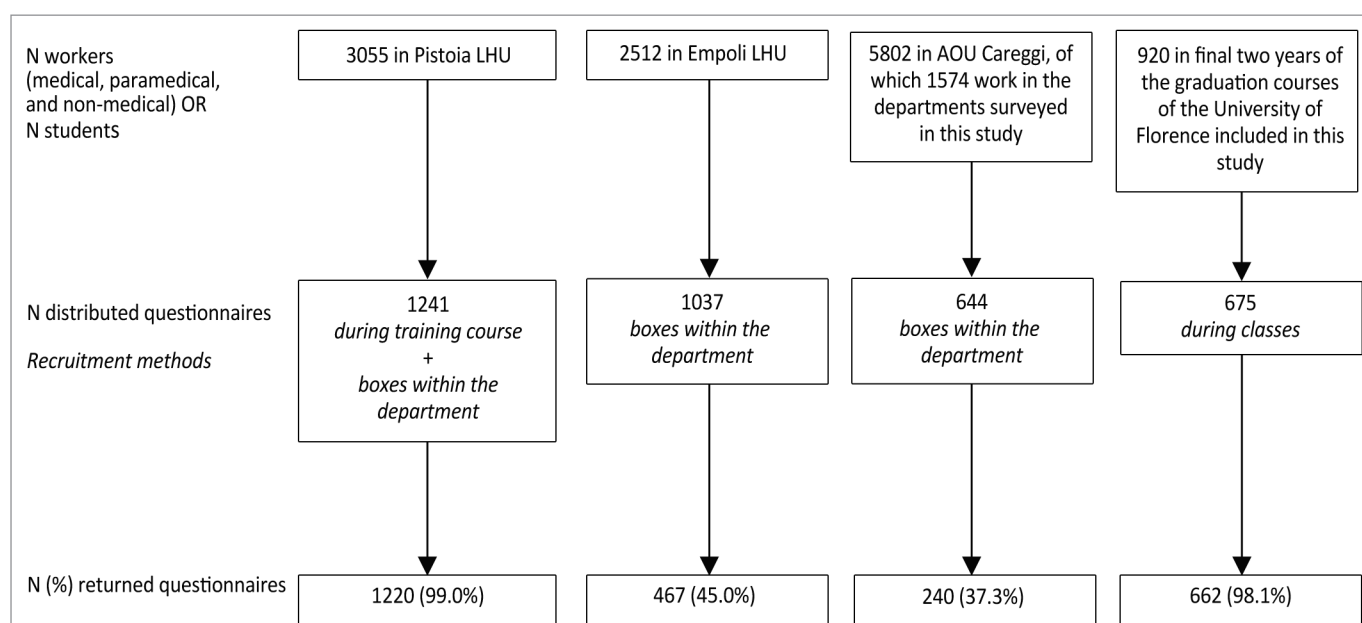 N workers
(medical, paramedical,
and non-medical) OR
N students
3055 in Pistoia LHU
2512 in Empoli LHU
5802 in AOU Careggi, of
which 1574 work in the
departments surveyed
in this study
920 in final two years of
the graduation courses
of the University of
Florence included in this
study
N distributed questionnaires
Recruitment methods
1241
during training course
+
boxes within the
department
1037
boxes within the
department
644
boxes within the
department
675
during classes
N (%) returned questionnaires
1220 (99.0%)
467 (45.0%)
240 (37.3%)
662 (98.1%)